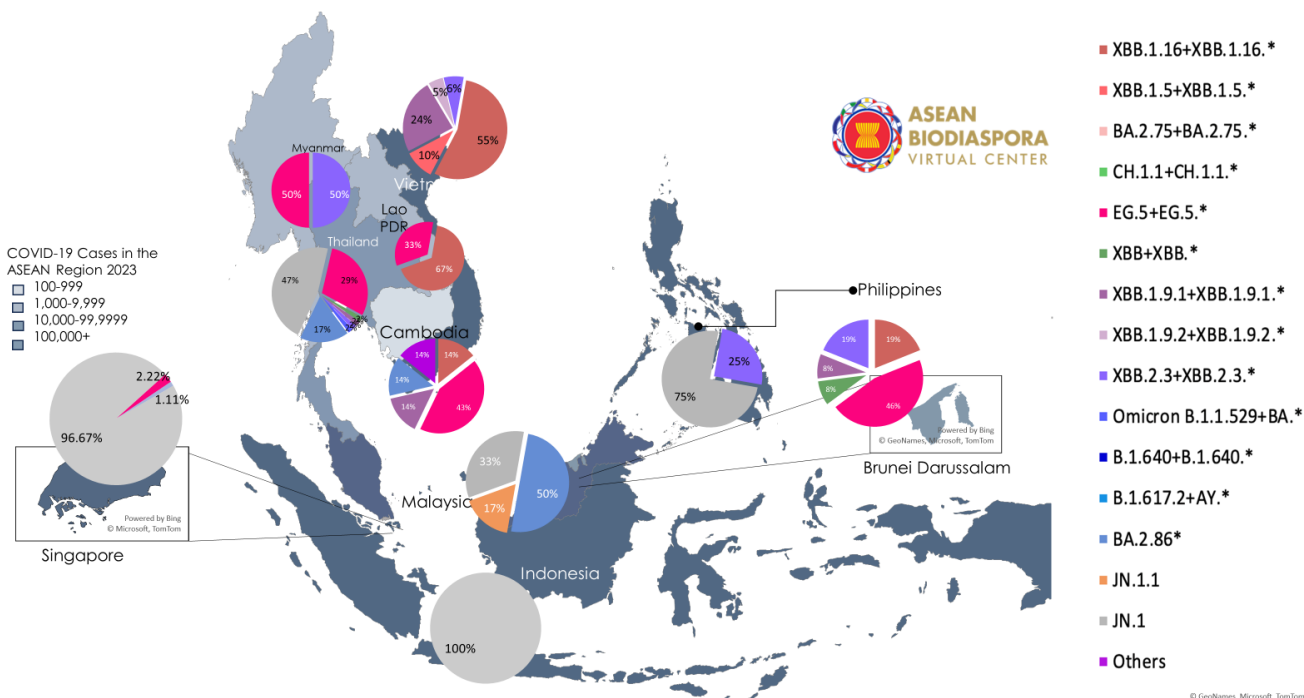 XBB.1.16+XBB.1.16.*
XBB.1.5+XBB.1.5.*
BA.2.75+BA.2.75.*
CH.1.1+CH.1.1.*
EG.5+EG.5.*
XBB+XBB.*
XBB.1.9.1+XBB.1.9.1.*
XBB.1.9.2+XBB.1.9.2.*
XBB.2.3+XBB.2.3.*
Omicron B.1.1.529+BA.*
B.1.640+B.1.640.*
B.1.617.2+AY.*
BA.2.86*
JN.1.1
JN.1
Others
ASEAN
BIODIASPORA
VIRTUAL CENTER
5%
6%
24%
55%
10%
Myanmar
50%
50%
Lao
PDR
33%
67%
Thailand
47%
29%
17%
COVID-19 Cases in the
ASEAN Region 2023
100-999
1,000-9,999
10,000-99,9999
100,000+
Cambodia
14%
14%
14%
14%
43%
Philippines
25%
75%
19%
19%
8%
8%
46%
Powered by Bing
© GeoNames, Microsoft, TomTom
Brunei Darussalam
2.22%
1.11%
96.67%
Powered by Bing
© Microsoft, TomTom
Singapore
Malaysia
33%
50%
17%
Indonesia
100%
© GeoNames, Microsoft, TomTom